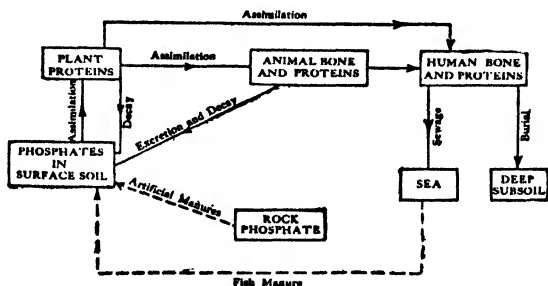 Assimilation
PLANT
PROTEINS
Assimilation
ANIMAL BONE
AND PROTEINS
HUMAN BONE
AND PROTEINS
Assimilation
Decay
Excretion and Decay
Sewage
Burial
PHOSPHATES
IN
SURFACE SOIL
SEA
DEEP
SUBSOIL
Artificial Manures
ROCK
PHOSPHATE
Fish Manure